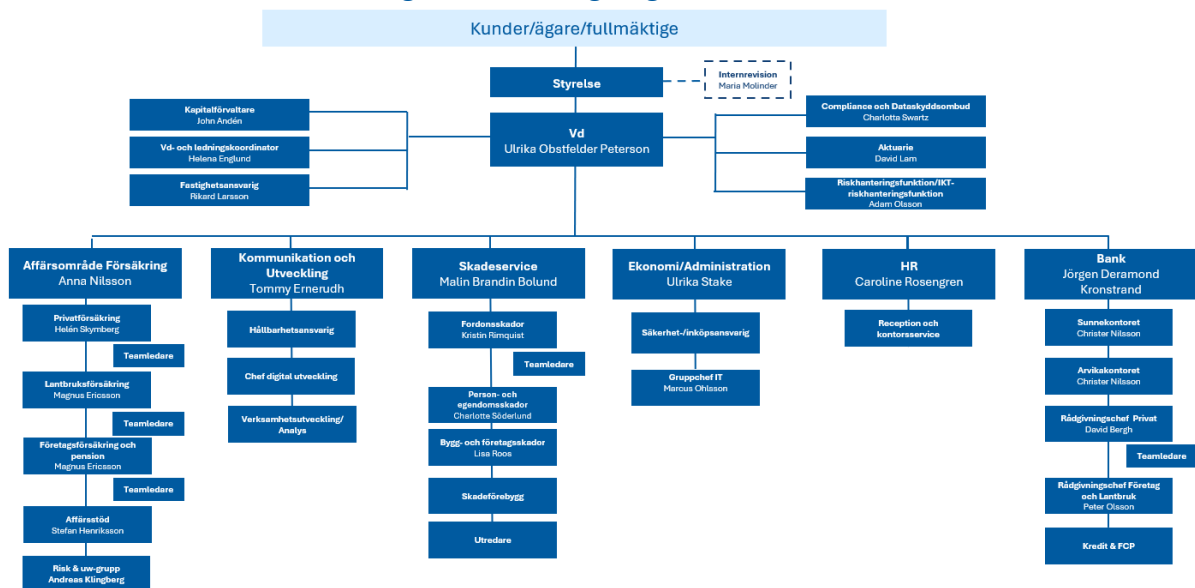 Kunder/ägare/fullmäktige
Styrelse
Internrevision
Maria Molinder
Kapitalförvaltare
John Andén
Vd- och ledningskoordinator
Helena Englund
Fastighetsansvarig
Rikard Larsson
Vd
Ulrika Obstfelder Peterson
Compliance och Dataskyddsombud
Charlotta Swartz
Aktuarie
David Lam
Riskhanteringsfunktion/IKT-
riskhanteringsfunktion
Adam Olsson
Affärsområde Försäkring
Anna Nilsson
Privatförsäkring
Helén Skymberg
Teamledare
Lantbruksförsäkring
Magnus Ericsson
Teamledare
Företagsförsäkring och
pension
Magnus Ericsson
Teamledare
Affärsstöd
Stefan Henriksson
Risk & uw-grupp
Andreas Klingberg
Kommunikation och
Utveckling
Tommy Ernerudh
Hållbarhetsansvarig
Chef digital utveckling
Verksamhetsutveckling/
Analys
Skadeservice
Malin Brandin Bolund
Fordonsskador
Kristin Rimquist
Teamledare
Person- och
egendomsskador
Charlotte Söderlund
Bygg- och företagsskador
Lisa Roos
Skadeförebygg
Utredare
Ekonomi/Administration
Ulrika Stake
Säkerhet-/inköpsansvarig
Gruppchef IT
Marcus Ohlsson
HR
Caroline Rosengren
Reception och
kontorsservice
Bank
Jörgen Deramond
Kronstrand
Sunnekontoret
Christer Nilsson
Arvikakontoret
Christer Nilsson
Rådgivningschef Privat
David Bergh
Teamledare
Rådgivningschef Företag
och Lantbruk
Peter Olsson
Kredit & FCP